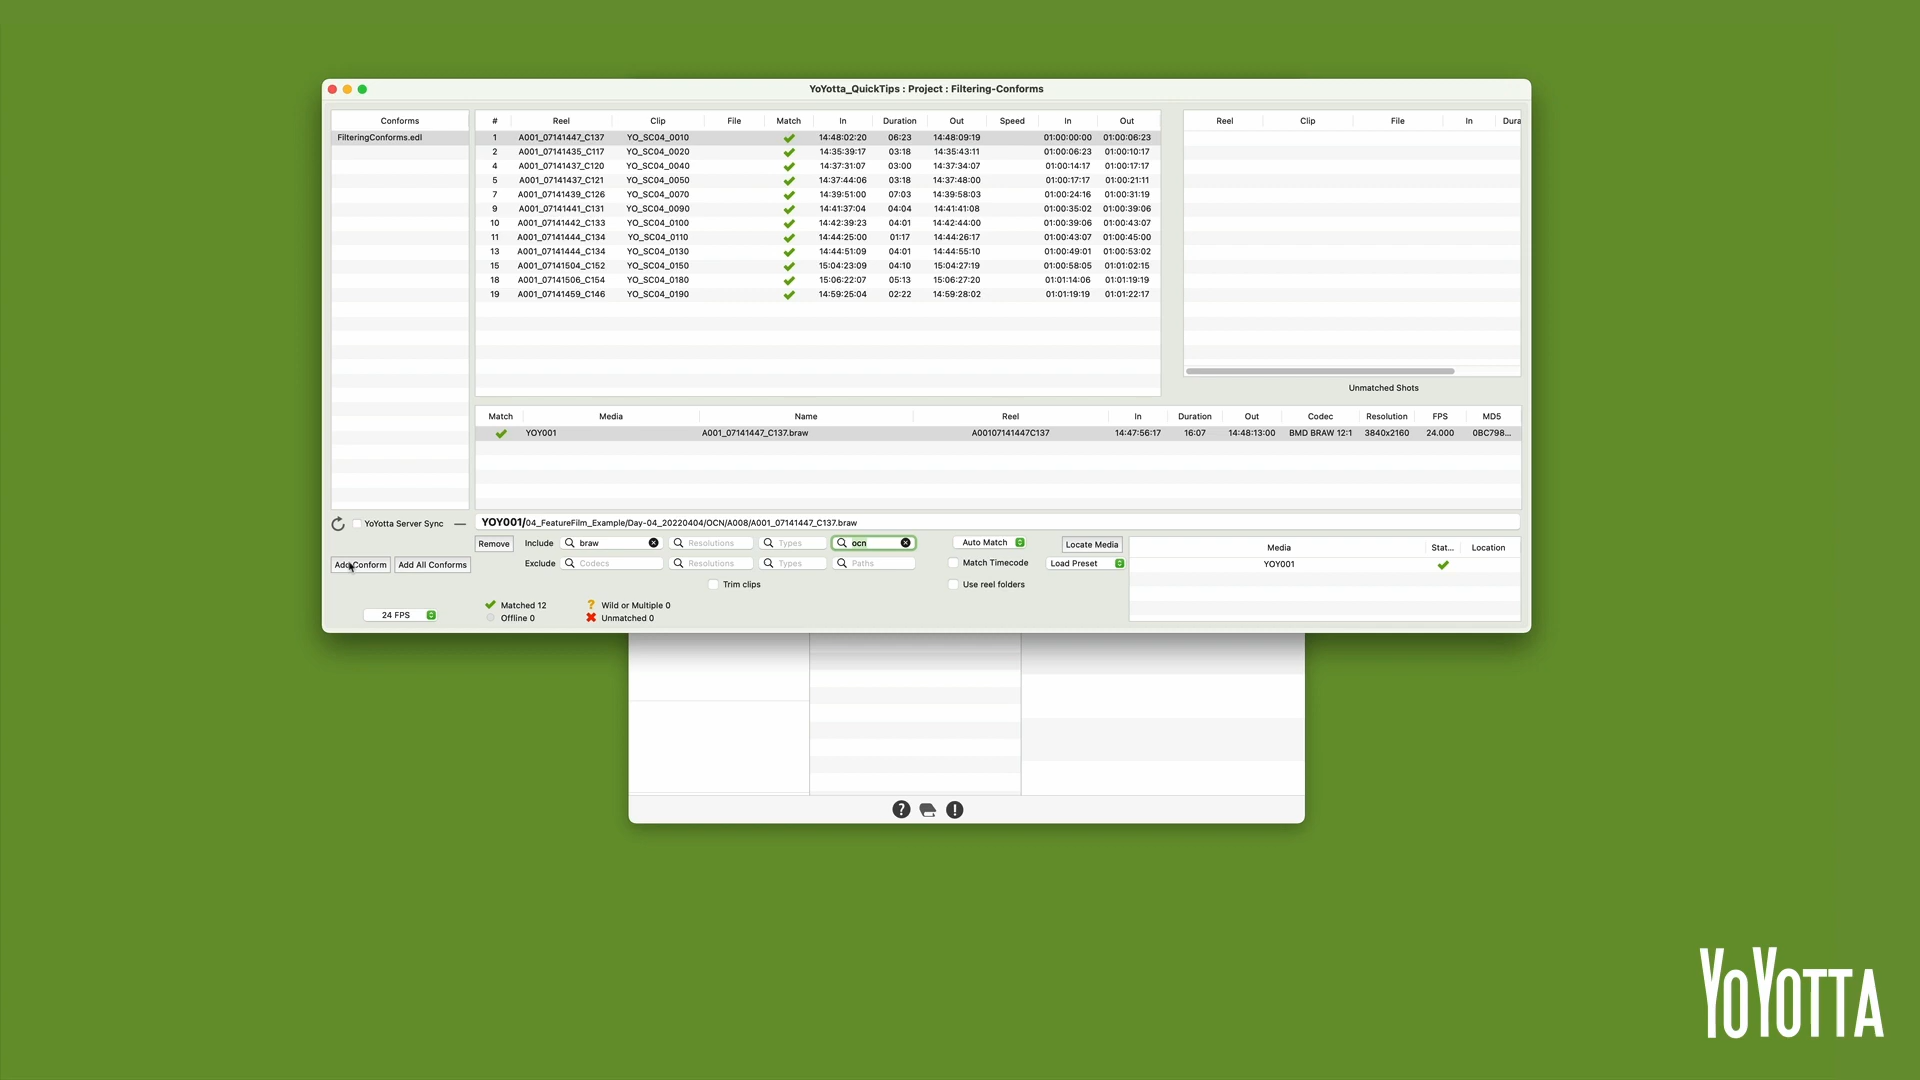 YoYotta_QuickTips : Project : Filtering-Conforms
Conforms
FilteringConforms.edl
# Reel Clip File Match In Duration Out Speed In Out
1 A001_07141447_C137 YO_SC04_0010 14:48:02:20 06:23 14:48:09:19 01:00:00:00 01:00:06:23
2 A001_07141435_C117 YO_SC04_0020 14:35:39:17 03:18 14:35:43:11 01:00:06:23 01:00:10:17
4 A001_07141437_C120 YO_SC04_0040 14:37:31:07 03:00 14:37:34:07 01:00:14:17 01:00:17:17
5 A001_07141437_C121 YO_SC04_0050 14:37:44:06 03:18 14:37:48:00 01:00:17:17 01:00:21:11
7 A001_07141439_C126 YO_SC04_0070 14:39:51:00 07:03 14:39:58:03 01:00:24:16 01:00:31:19
9 A001_07141441_C131 YO_SC04_0090 14:41:37:04 04:04 14:41:41:08 01:00:35:02 01:00:39:06
10 A001_07141442_C133 YO_SC04_0100 14:42:39:23 04:01 14:42:44:00 01:00:39:06 01:00:43:07
11 A001_07141444_C134 YO_SC04_0110 14:44:25:00 01:17 14:44:26:17 01:00:43:07 01:00:45:00
13 A001_07141444_C134 YO_SC04_0130 14:44:51:09 04:01 14:44:55:10 01:00:49:01 01:00:53:02
15 A001_07141504_C152 YO_SC04_0150 15:04:23:09 04:10 15:04:27:19 01:00:58:05 01:01:02:15
18 A001_07141506_C154 YO_SC04_0180 15:06:22:07 05:13 15:06:27:20 01:01:14:06 01:01:19:19
19 A001_07141459_C146 YO_SC04_0190 14:59:25:04 02:22 14:59:28:02 01:01:19:19 01:01:22:17
Reel Clip File In Dura
Unmatched Shots
Match Media Name Reel In Duration Out Codec Resolution FPS MD5
YOY001 A001_07141447_C137.braw A00107141447C137 14:47:56:17 16:07 14:48:13:00 BMD BRAW 12:1 3840x2160 24.000 0BC798...
YoYotta Server Sync
YOY001/04_FeatureFilm_Example/Day-04_20220404/OCN/A008/A001_07141447_C137.braw
Remove Include braw Resolutions Types ocn Auto Match Locate Media
Exclude Codecs Resolutions Types Paths Match Timecode Load Preset
Add Conform Add All Conforms
Trim clips Use reel folders
Media Stat... Location
YOY001
24 FPS
Matched 12 Wild or Multiple 0
Offline 0 Unmatched 0
YOYOTTA